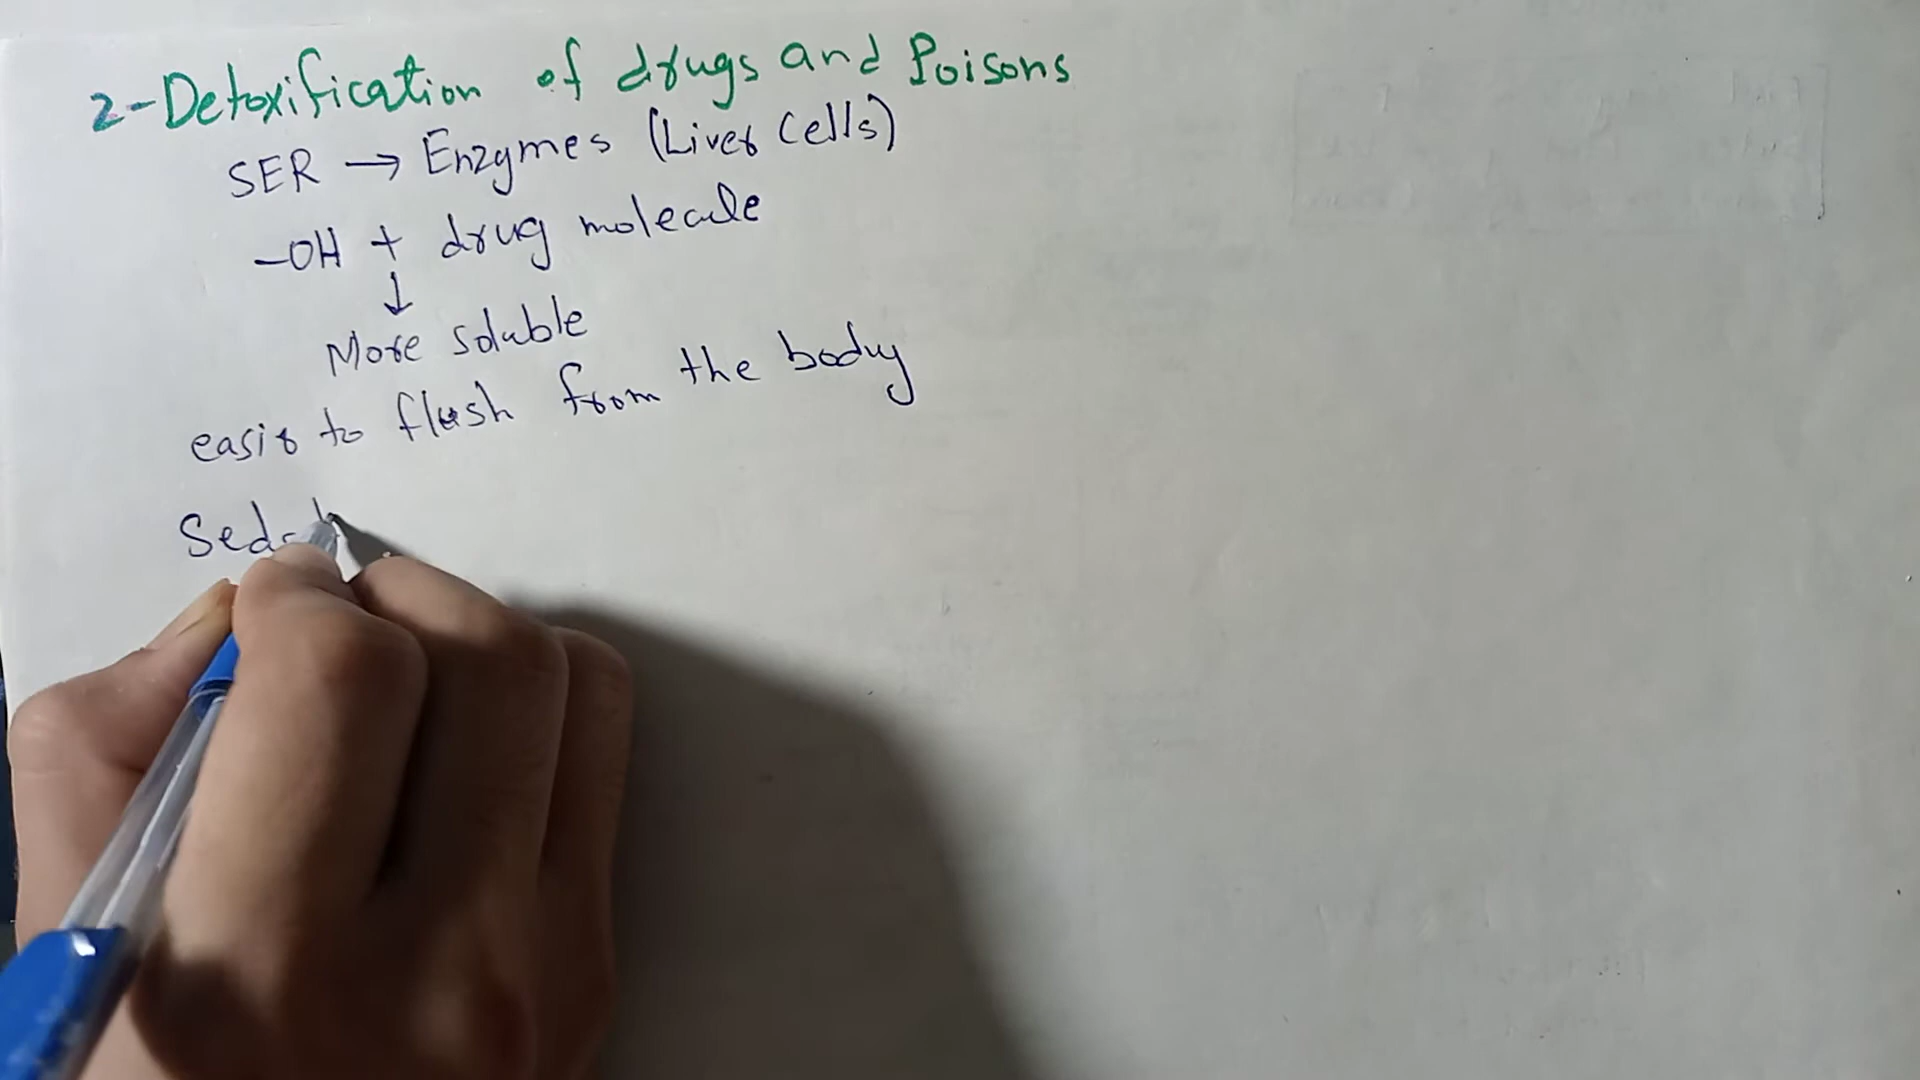 2-Detoxification of drugs and Poisons
SER → Enzymes (Liver Cells)
-OH + drug molecule
↓
More soluble
easir to flush from the body